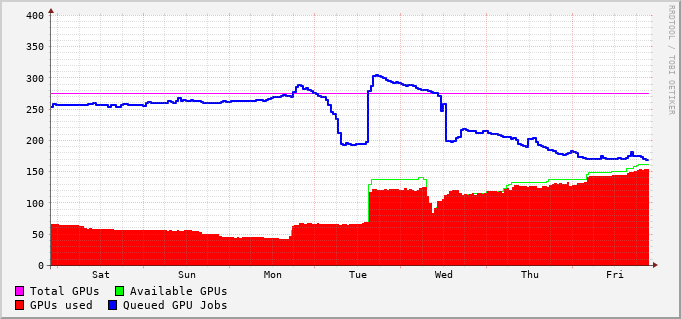 400
350
300
250
200
150
100
50
0
Sat Sun Mon Tue Wed Thu Fri
Total GPUs Available GPUs
GPUs used Queued GPU Jobs
RRDTOOL / TOBI OETIKER